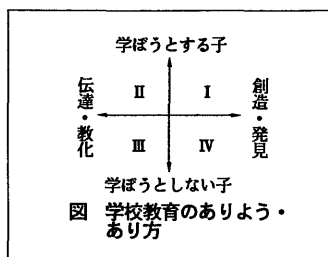 学ぼうとする子
伝達・教化
II
I
創造・発見
III
IV
学ぼうとしない子
図 学校教育のありよう・
あり方